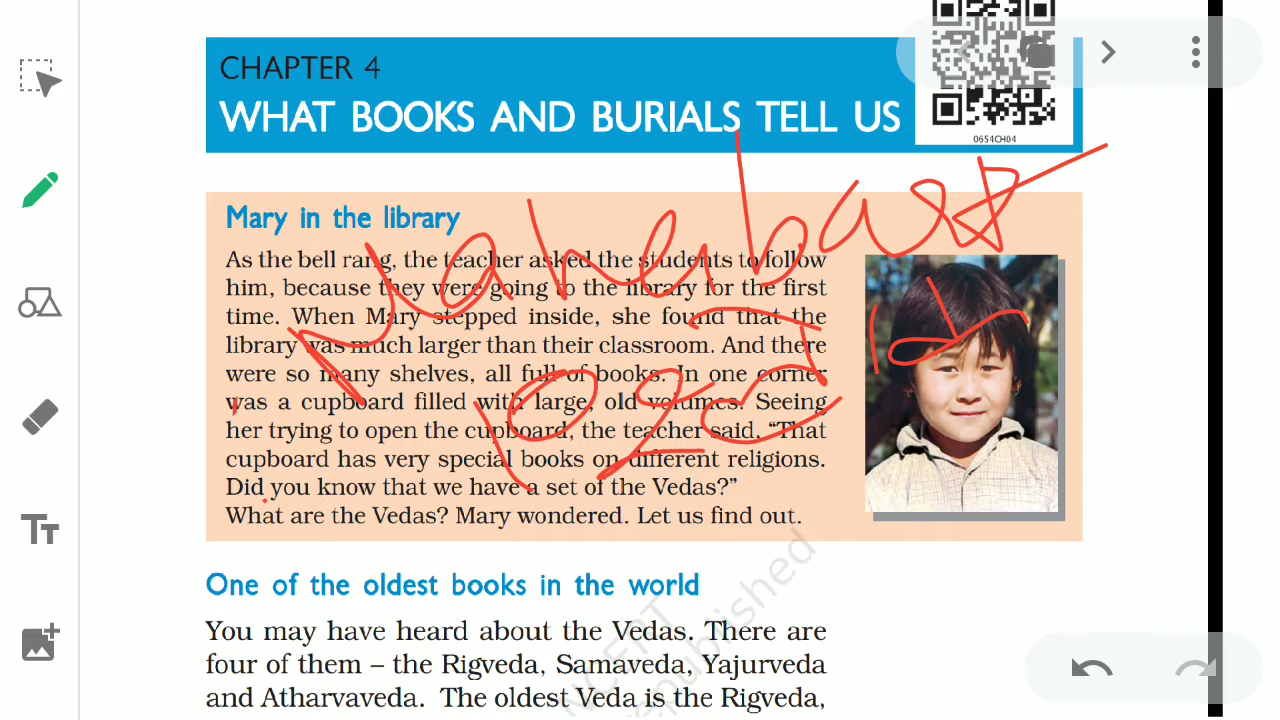 CHAPTER 4
WHAT BOOKS AND BURIALS TELL US
0654CH04
Mary in the library
As the bell rang, the teacher asked the students to follow
him, because they were going to the library for the first
time. When Mary stepped inside, she found that the
library was much larger than their classroom. And there
were so many shelves, all full of books. In one corner
was a cupboard filled with large, old volumes. Seeing
her trying to open the cupboard, the teacher said, “That
cupboard has very special books on different religions.
Did you know that we have a set of the Vedas?”
What are the Vedas? Mary wondered. Let us find out.
One of the oldest books in the world
You may have heard about the Vedas. There are
four of them – the Rigveda, Samaveda, Yajurveda
and Atharvaveda. The oldest Veda is the Rigveda,
NCERT
republished
Tт